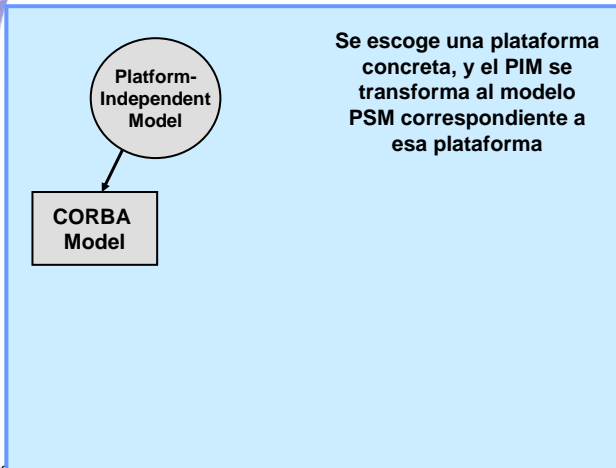 Platform-
Independent
Model
Se escoge una plataforma
concreta, y el PIM se
transforma al modelo
PSM correspondiente a
esa plataforma
CORBA
Model